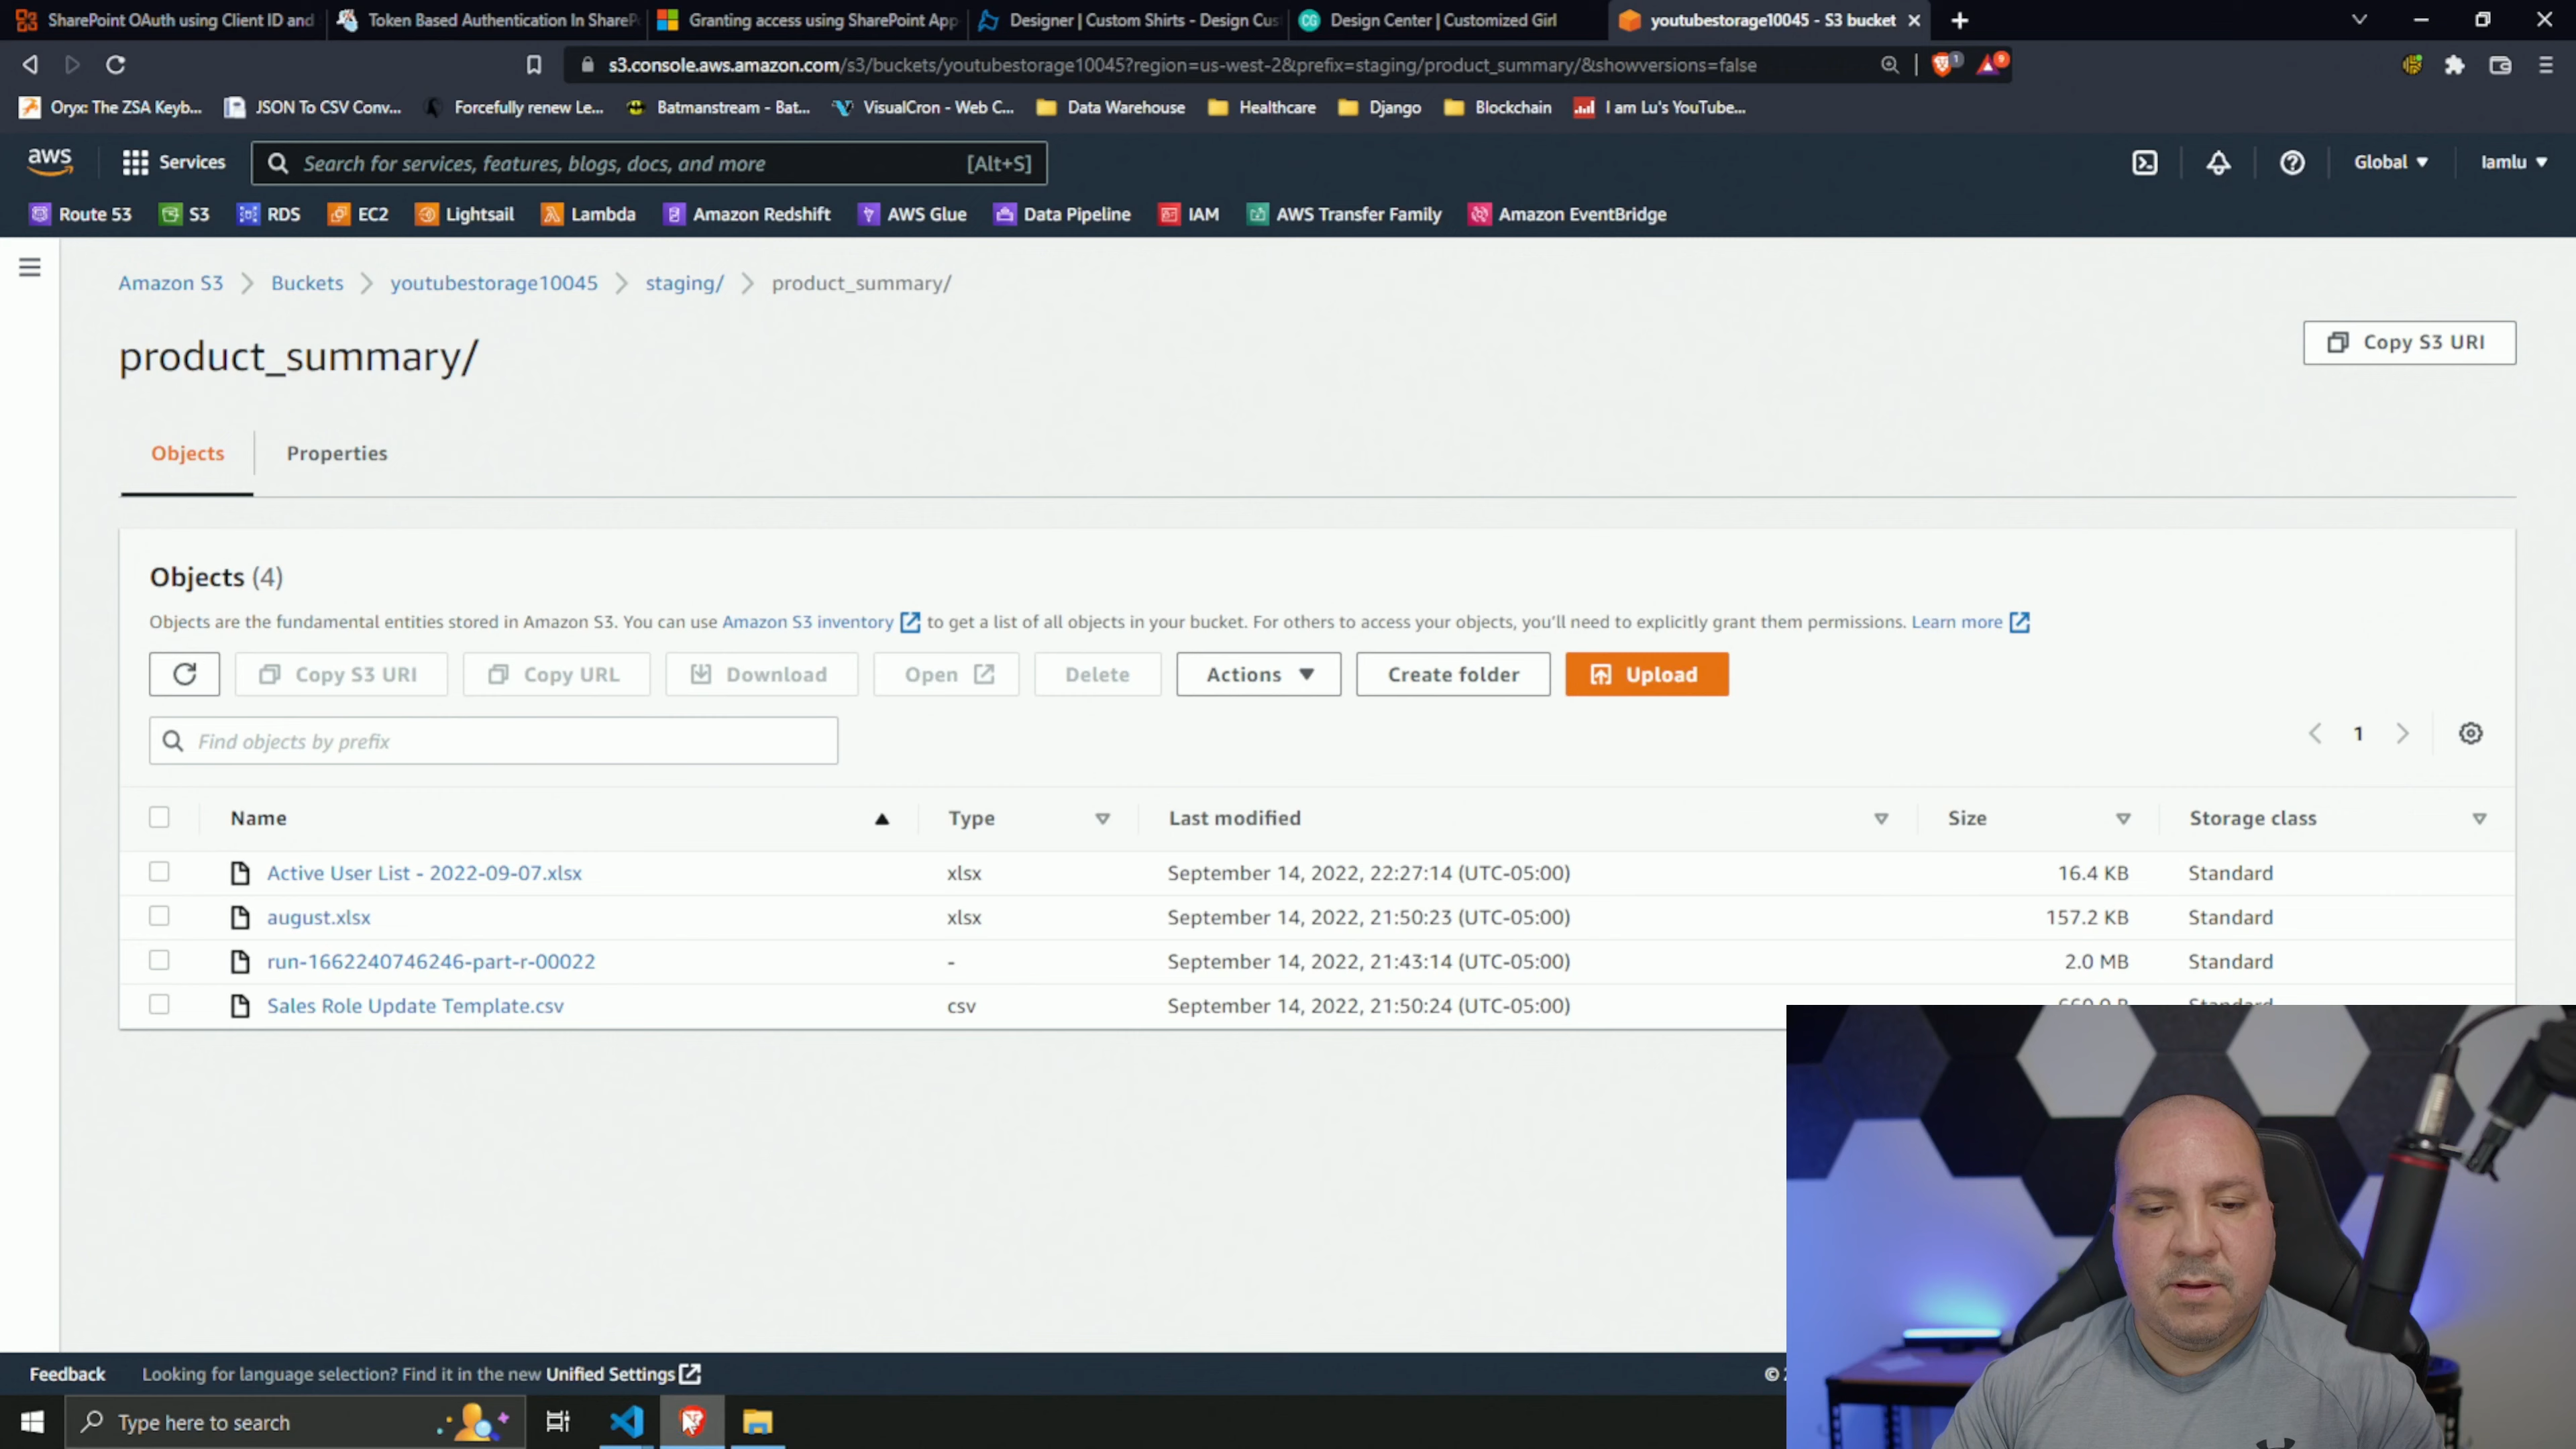 SharePoint OAuth using Client ID and
Token Based Authentication In ShareP
Granting access using SharePoint App-
Designer | Custom Shirts - Design Cus
CG Design Center | Customized Girl
youtubestorage10045 - S3 bucket
s3.console.aws.amazon.com/s3/buckets/youtubestorage10045?region=us-west-2&prefix=staging/product_summary/&showversions=false
1
9
Oryx: The ZSA Keyb...
JSON To CSV Conv...
Forcefully renew Le...
Batmanstream - Bat...
VisualCron - Web C...
Data Warehouse
Healthcare
Django
Blockchain
I am Lu's YouTube...
aws
Services
Search for services, features, blogs, docs, and more
[Alt+S]
Global
Iamlu
Route 53
S3
RDS
EC2
Lightsail
Lambda
Amazon Redshift
AWS Glue
Data Pipeline
IAM
AWS Transfer Family
Amazon EventBridge
Amazon S3
Buckets
youtubestorage10045
staging/
product_summary/
product_summary/
Copy S3 URI
Objects
Properties
Objects (4)
Objects are the fundamental entities stored in Amazon S3. You can use Amazon S3 inventory to get a list of all objects in your bucket. For others to access your objects, you'll need to explicitly grant them permissions. Learn more
Copy S3 URI
Copy URL
Download
Open
Delete
Actions
Create folder
Upload
Find objects by prefix
1
Name Type Last modified Size Storage class
Active User List - 2022-09-07.xlsx xlsx September 14, 2022, 22:27:14 (UTC-05:00) 16.4 KB Standard
august.xlsx xlsx September 14, 2022, 21:50:23 (UTC-05:00) 157.2 KB Standard
run-1662240746246-part-r-00022 - September 14, 2022, 21:43:14 (UTC-05:00) 2.0 MB Standard
Sales Role Update Template.csv csv September 14, 2022, 21:50:24 (UTC-05:00)
Feedback
Looking for language selection? Find it in the new Unified Settings
©
Type here to search